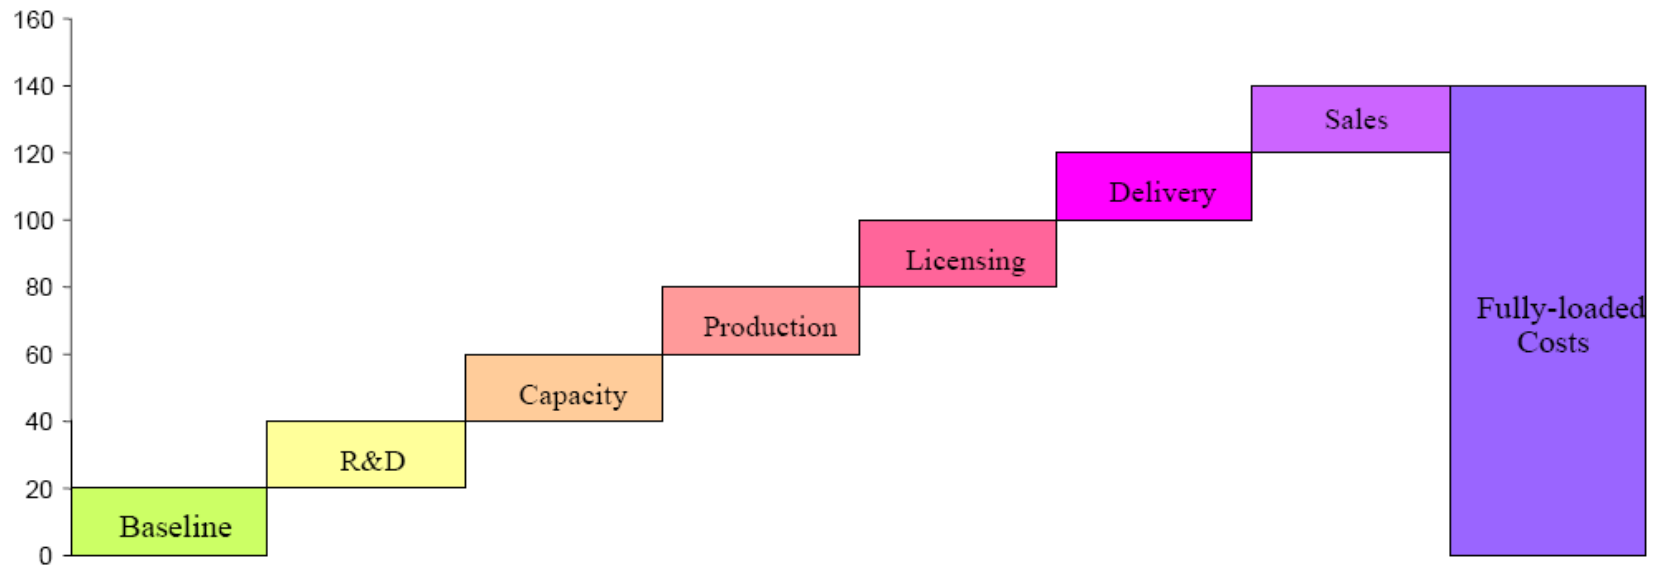 160
140
120
100
80
60
40
20
0
Baseline
R&D
Capacity
Production
Licensing
Delivery
Sales
Fully-loaded
Costs